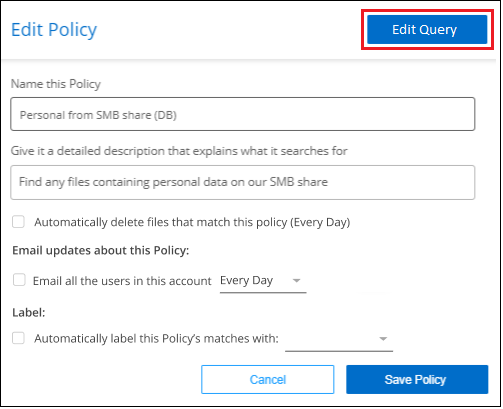 Edit Policy
Edit Query
Name this Policy
Personal from SMB share (DB)
Give it a detailed description that explains what it searches for
Find any files containing personal data on our SMB share
Automatically delete files that match this policy (Every Day)
Email updates about this Policy:
Email all the users in this account Every Day
Label:
Automatically label this Policy's matches with:
Cancel
Save Policy